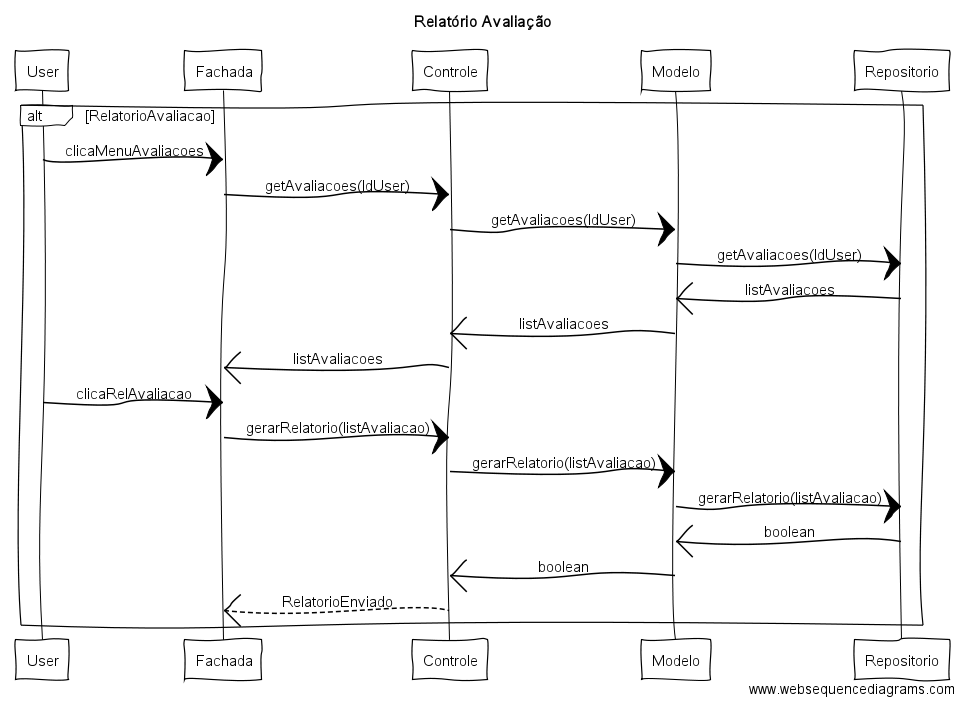 Relatório Avaliação
User Fachada Controle Modelo Repositorio
alt [RelatorioAvaliacao]
clicaMenuAvaliacoes
getAvaliacoes(IdUser)
getAvaliacoes(IdUser)
getAvaliacoes(IdUser)
listAvaliacoes
listAvaliacoes
listAvaliacoes
clicaRelAvaliacao
gerarRelatorio(listAvaliacao)
gerarRelatorio(listAvaliacao)
gerarRelatorio(listAvaliacao)
boolean
boolean
RelatorioEnviado
User Fachada Controle Modelo Repositorio
www.websequencediagrams.com